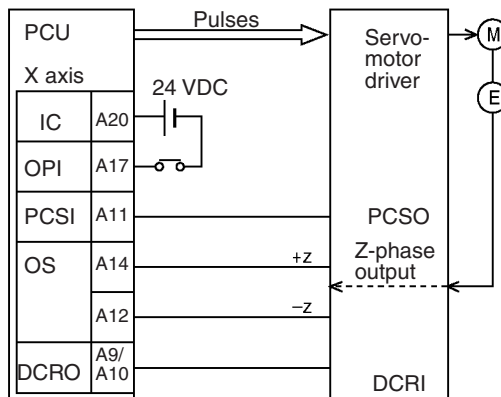 PCU
Pulses
Servo-
motor
driver
M
E
X axis
24 VDC
IC
A20
OPI
A17
PCSI
A11
PCSO
OS
A14
+z
Z-phase
output
A12
–z
DCRO
A9/
A10
DCRI